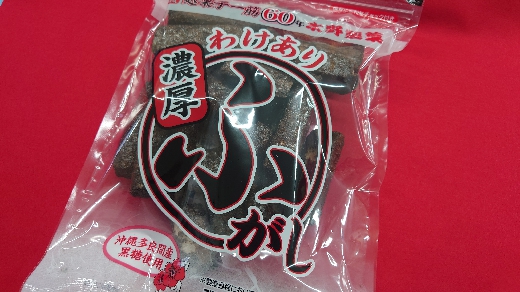 菓子一筋60年
わけあり
濃厚
ふがし
沖縄多良間産
黒糖使用